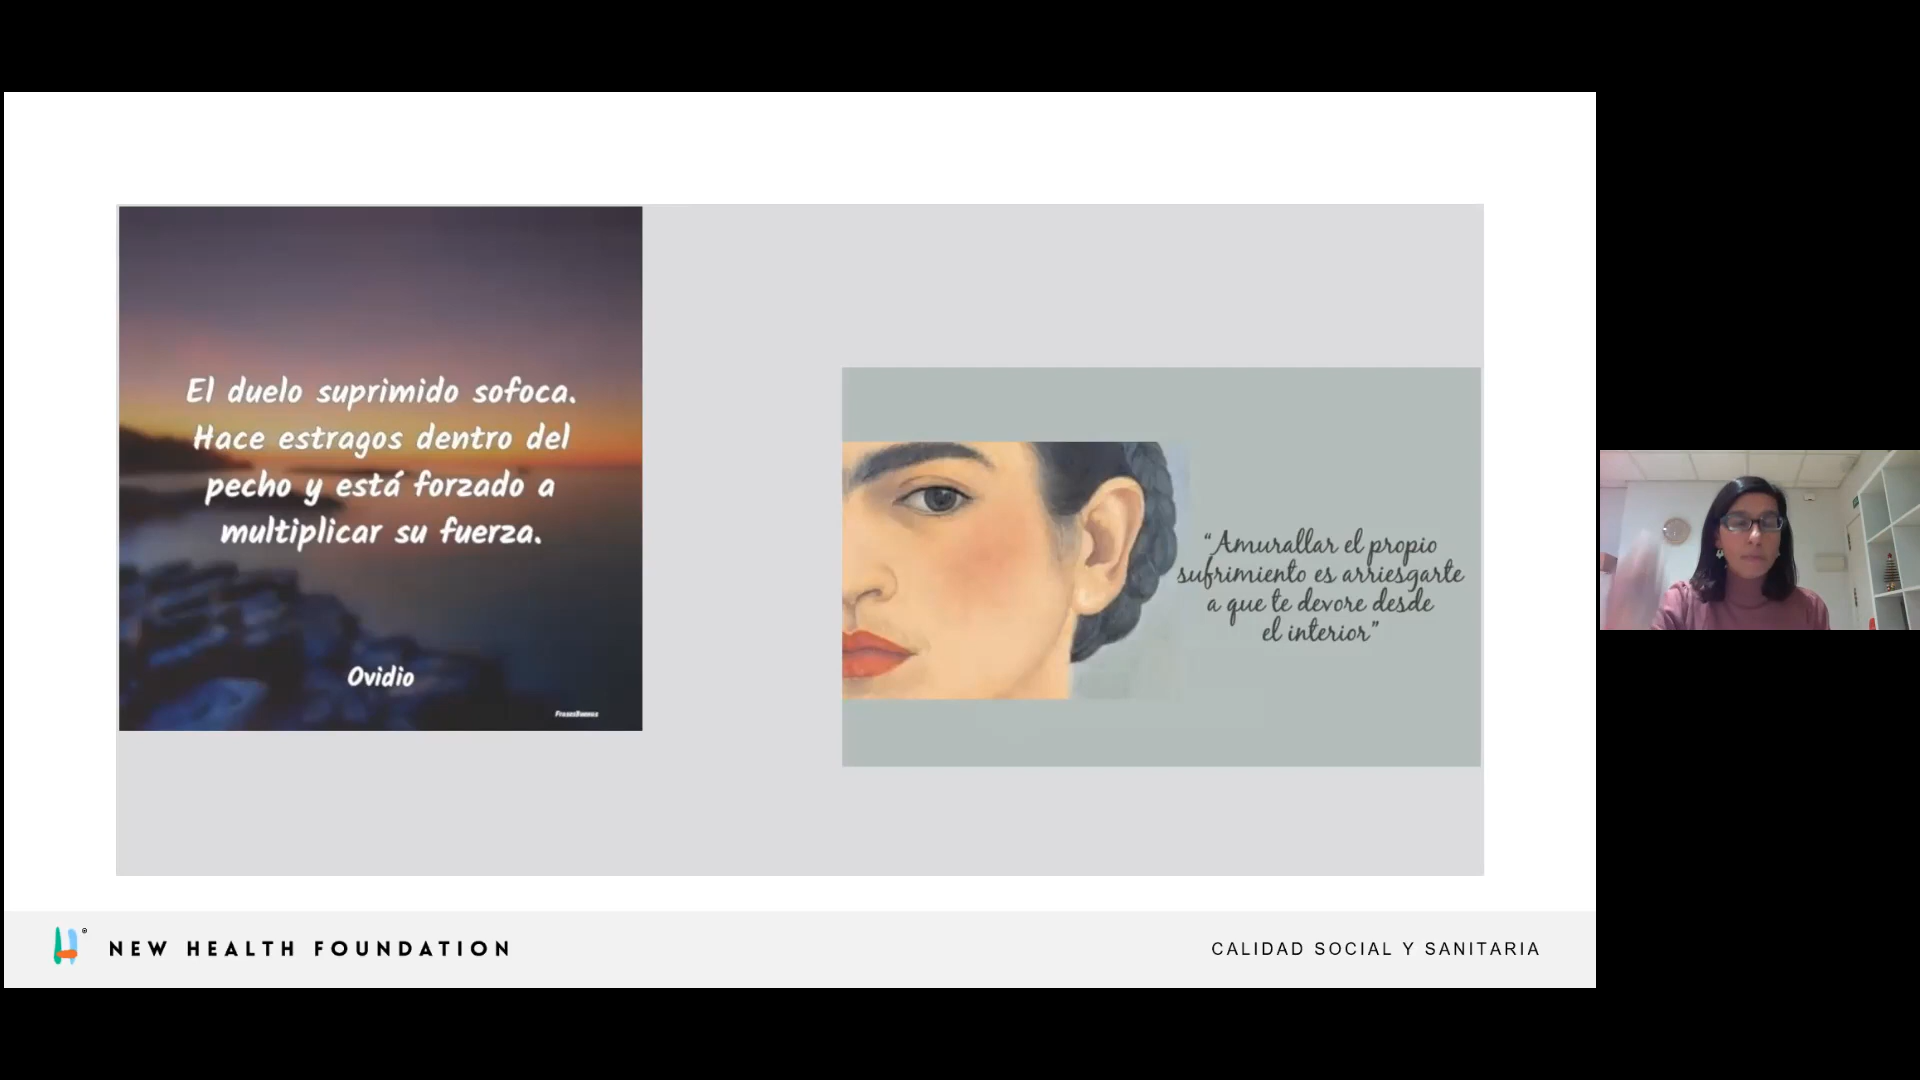 El duelo suprimido sofoca.
Hace estragos dentro del
pecho y está forzado a
multiplicar su fuerza.
Ovidio
FrasesBuenas
“Amurallar el propio
sufrimiento es arriesgarte
a que te devore desde
el interior”
NEW HEALTH FOUNDATION
CALIDAD SOCIAL Y SANITARIA